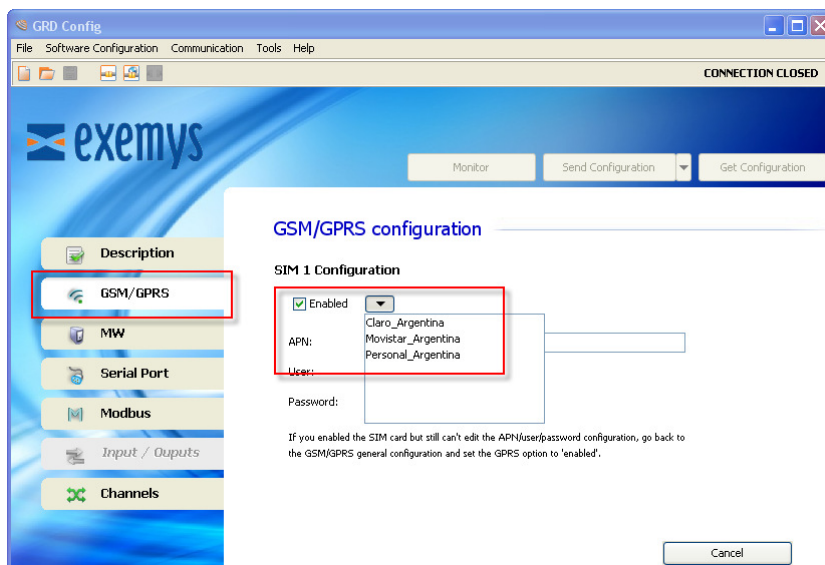 GRD Config
File Software Configuration Communication Tools Help
CONNECTION CLOSED
exemys
Monitor Send Configuration Get Configuration
GSM/GPRS configuration
Description
SIM 1 Configuration
GSM/GPRS
Enabled
Claro_Argentina
MW
APN: Movistar_Argentina
Personal_Argentina
Serial Port
User:
Password:
Modbus
If you enabled the SIM card but still can't edit the APN/user/password configuration, go back to
the GSM/GPRS general configuration and set the GPRS option to 'enabled'.
Input / Ouputs
Channels
Cancel